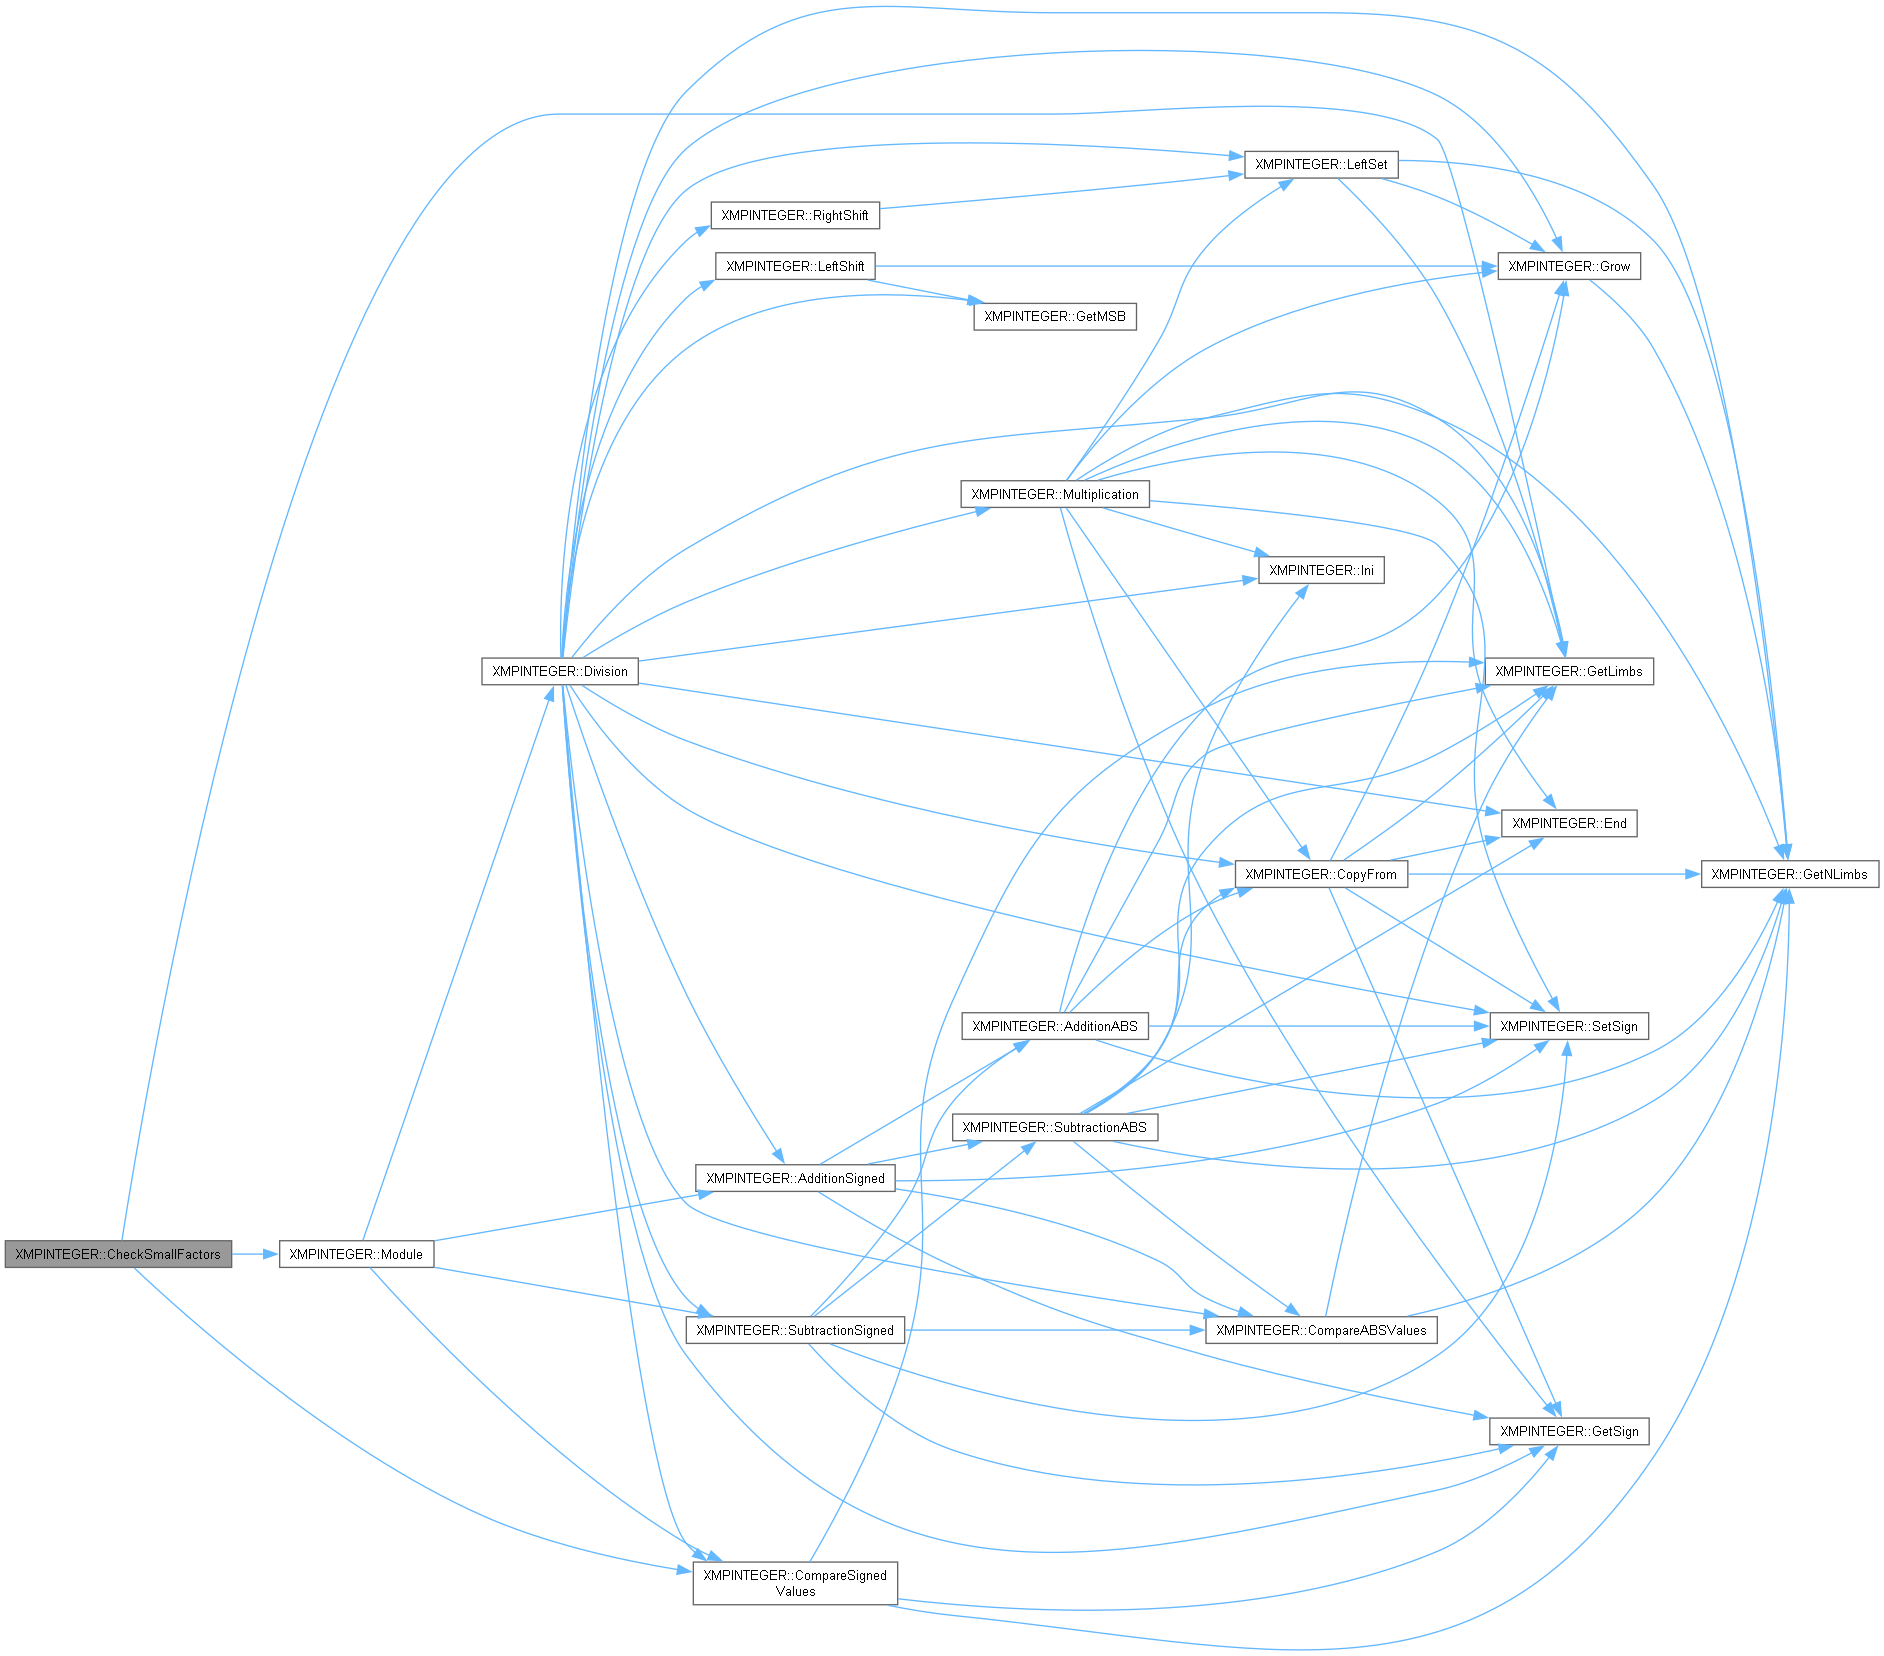 XMPINTEGER::LeftSet
XMPINTEGER::RightShift
XMPINTEGER::LeftShift
XMPINTEGER::Grow
XMPINTEGER::GetMSB
XMPINTEGER::Multiplication
XMPINTEGER::Ini
XMPINTEGER::Division
XMPINTEGER::GetLimbs
XMPINTEGER::End
XMPINTEGER::CopyFrom
XMPINTEGER::GetNLimbs
XMPINTEGER::AdditionABS
XMPINTEGER::SetSign
XMPINTEGER::SubtractionABS
XMPINTEGER::AdditionSigned
XMPINTEGER::CheckSmallFactors
XMPINTEGER::Module
XMPINTEGER::SubtractionSigned
XMPINTEGER::CompareABSValues
XMPINTEGER::GetSign
XMPINTEGER::CompareSigned
Values